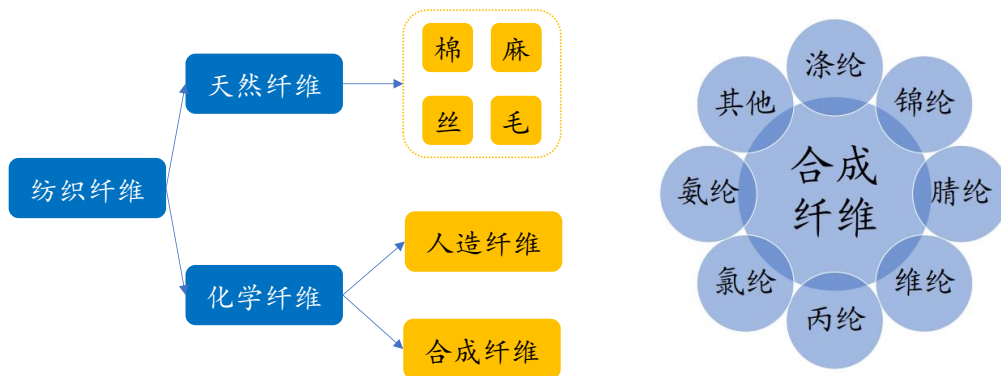 纺织纤维
天然纤维
棉
麻
丝
毛
化学纤维
人造纤维
合成纤维
合成
纤维
涤纶
锦纶
腈纶
维纶
丙纶
氯纶
氨纶
其他